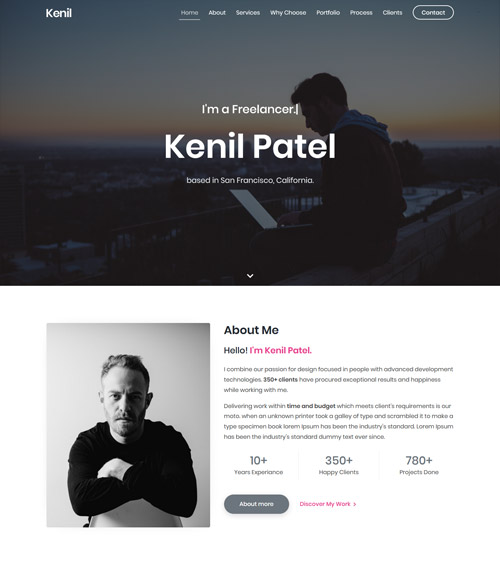 Kenil
Home About Services Why Choose Portfolio Process Clients Contact
I'm a Freelancer.|
Kenil Patel
based in San Francisco, California.
About Me
Hello! I'm Kenil Patel.
I combine our passion for design focused in people with advanced development
technologies. 350+ clients have procured exceptional results and happiness
while working with me.
Delivering work within time and budget which meets client's requirements is our
moto. when an unknown printer took a galley of type and scrambled it to make a
type specimen book lorem Ipsum has been the industry's standard. Lorem Ipsum
has been the industry's standard dummy text ever since.
10+ 350+ 780+
Years Experiance Happy Clients Projects Done
About more Discover My Work